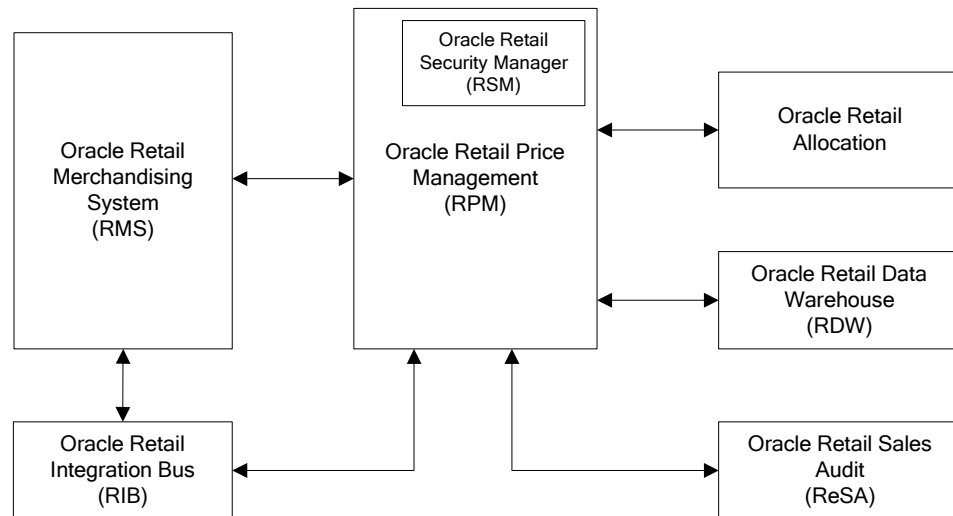 Oracle Retail
Merchandising
System
(RMS)
Oracle Retail
Security Manager
(RSM)
Oracle Retail Price
Management
(RPM)
Oracle Retail
Allocation
Oracle Retail Data
Warehouse
(RDW)
Oracle Retail
Integration Bus
(RIB)
Oracle Retail Sales
Audit
(ReSA)